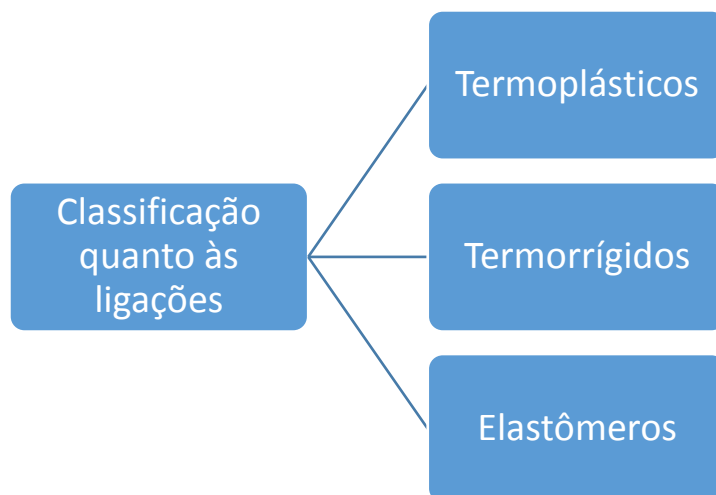 Classificação
quanto às
ligações
Termoplásticos
Termorrígidos
Elastômeros